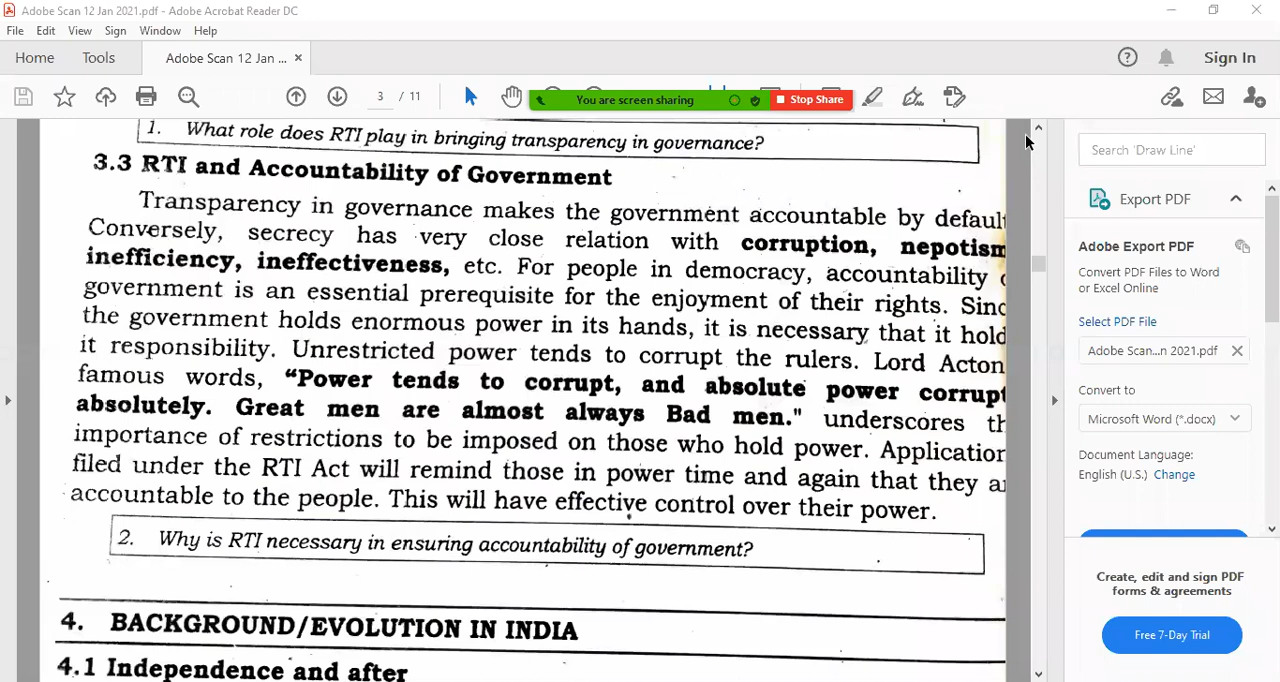 Adobe Scan 12 Jan 2021.pdf - Adobe Acrobat Reader DC
File Edit View Sign Window Help
Home Tools Adobe Scan 12 Jan ... × Sign In
3 / 11
You are screen sharing Stop Share
1. What role does RTI play in bringing transparency in governance?
3.3 RTI and Accountability of Government
Transparency in governance makes the government accountable by defaul
Conversely, secrecy has very close relation with corruption, nepotism
inefficiency, ineffectiveness, etc. For people in democracy, accountability
government is an essential prerequisite for the enjoyment of their rights. Sinc
the government holds enormous power in its hands, it is necessary that it hold
it responsibility. Unrestricted power tends to corrupt the rulers. Lord Acton
famous words, "Power tends to corrupt, and absolute power corrupt
absolutely. Great men are almost always Bad men." underscores th
importance of restrictions to be imposed on those who hold power. Application
filed under the RTI Act will remind those in power time and again that they a
accountable to the people. This will have effective control over their power.
2. Why is RTI necessary in ensuring accountability of government?
4. BACKGROUND/EVOLUTION IN INDIA
4.1 Independence and after
Search 'Draw Line'
Export PDF
Adobe Export PDF
Convert PDF Files to Word
or Excel Online
Select PDF File
Adobe Scan...n 2021.pdf
Convert to
Microsoft Word (*.docx)
Document Language:
English (U.S.) Change
Create, edit and sign PDF
forms & agreements
Free 7-Day Trial